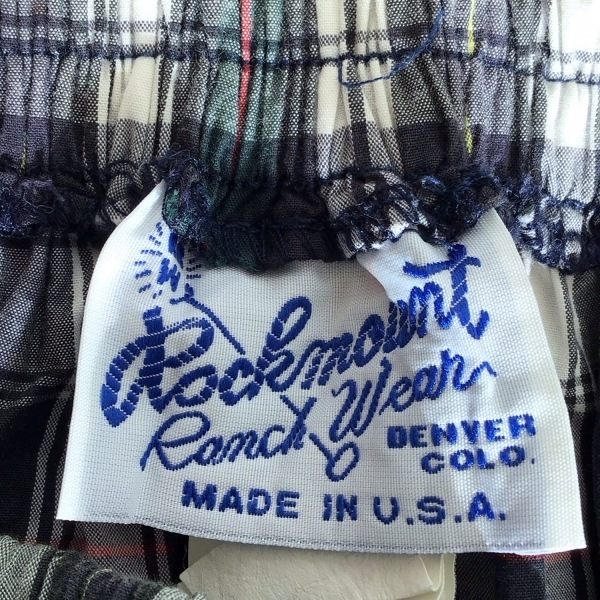 Rockmount
Ranch Wear
DENVER
COLO.
MADE IN U.S.A.